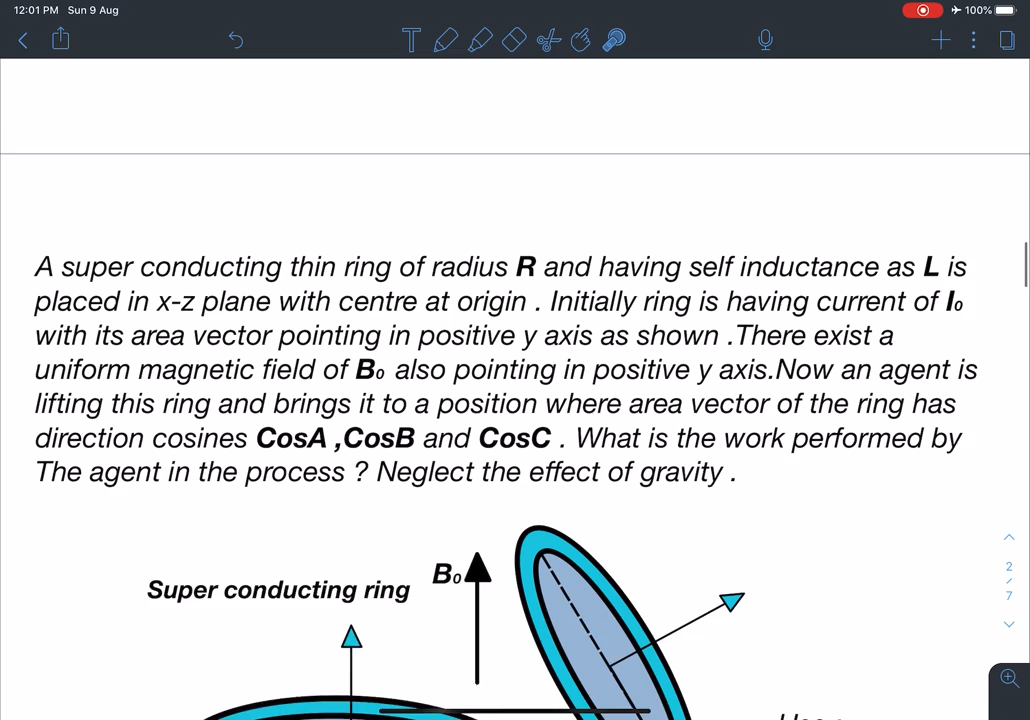 12:01 PM Sun 9 Aug
100%
A super conducting thin ring of radius R and having self inductance as L is
placed in x-z plane with centre at origin . Initially ring is having current of I₀
with its area vector pointing in positive y axis as shown .There exist a
uniform magnetic field of B₀ also pointing in positive y axis.Now an agent is
lifting this ring and brings it to a position where area vector of the ring has
direction cosines CosA ,CosB and CosC . What is the work performed by
The agent in the process ? Neglect the effect of gravity .
B₀
Super conducting ring
2
/
7